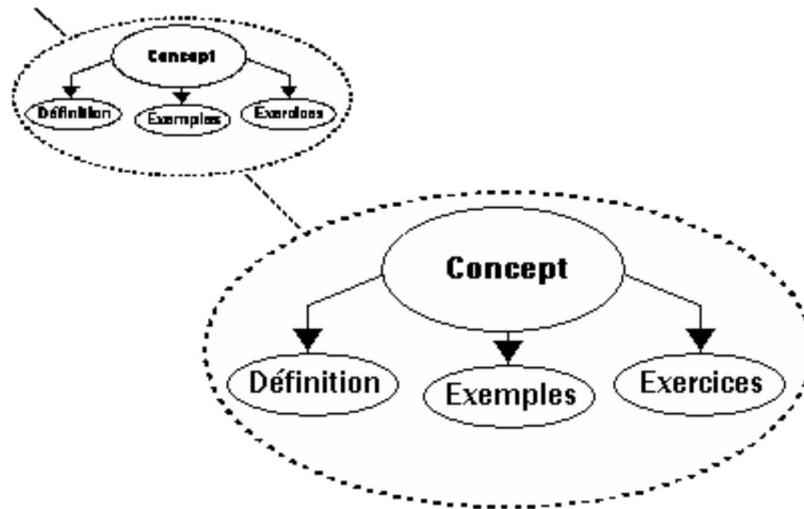 Concept
Définition
Exemples
Exercices
Concept
Définition
Exemples
Exercices